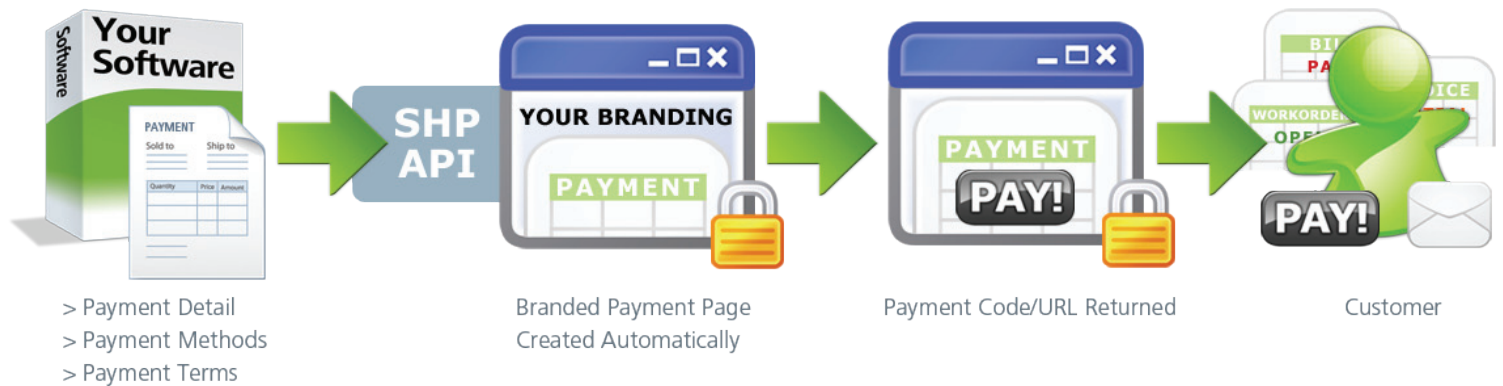 Software
Your
Software
PAYMENT
Sold to Ship to
Quantity Price Amount
SHP
API
YOUR BRANDING
PAYMENT
PAYMENT
PAY!
WORKORDER
PAY!
> Payment Detail
> Payment Methods
> Payment Terms
Branded Payment Page
Created Automatically
Payment Code/URL Returned
Customer